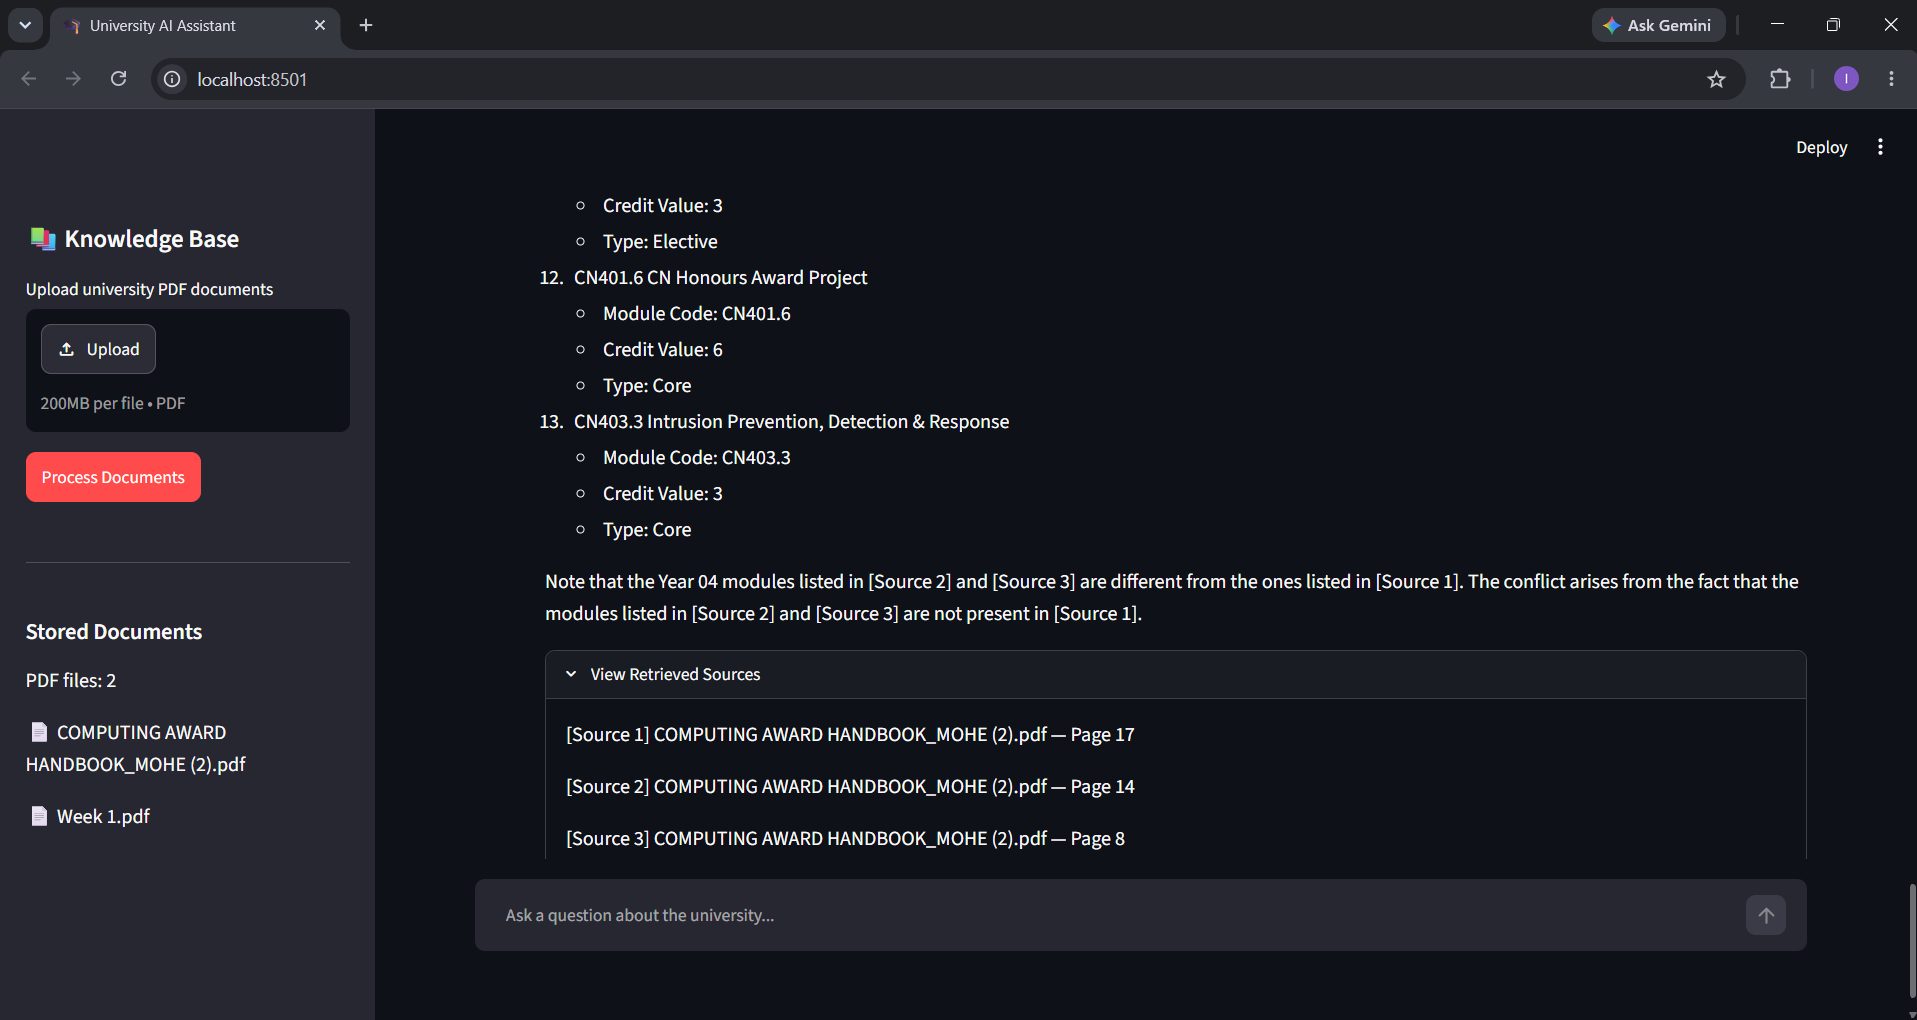 University AI Assistant
Ask Gemini
localhost:8501
I
Deploy
📚 Knowledge Base
Upload university PDF documents
Upload
200MB per file • PDF
Process Documents
Stored Documents
PDF files: 2
📄 COMPUTING AWARD
HANDBOOK_MOHE (2).pdf
📄 Week 1.pdf
Credit Value: 3
Type: Elective
12. CN401.6 CN Honours Award Project
Module Code: CN401.6
Credit Value: 6
Type: Core
13. CN403.3 Intrusion Prevention, Detection & Response
Module Code: CN403.3
Credit Value: 3
Type: Core
Note that the Year 04 modules listed in [Source 2] and [Source 3] are different from the ones listed in [Source 1]. The conflict arises from the fact that the
modules listed in [Source 2] and [Source 3] are not present in [Source 1].
View Retrieved Sources
[Source 1] COMPUTING AWARD HANDBOOK_MOHE (2).pdf — Page 17
[Source 2] COMPUTING AWARD HANDBOOK_MOHE (2).pdf — Page 14
[Source 3] COMPUTING AWARD HANDBOOK_MOHE (2).pdf — Page 8
Ask a question about the university...